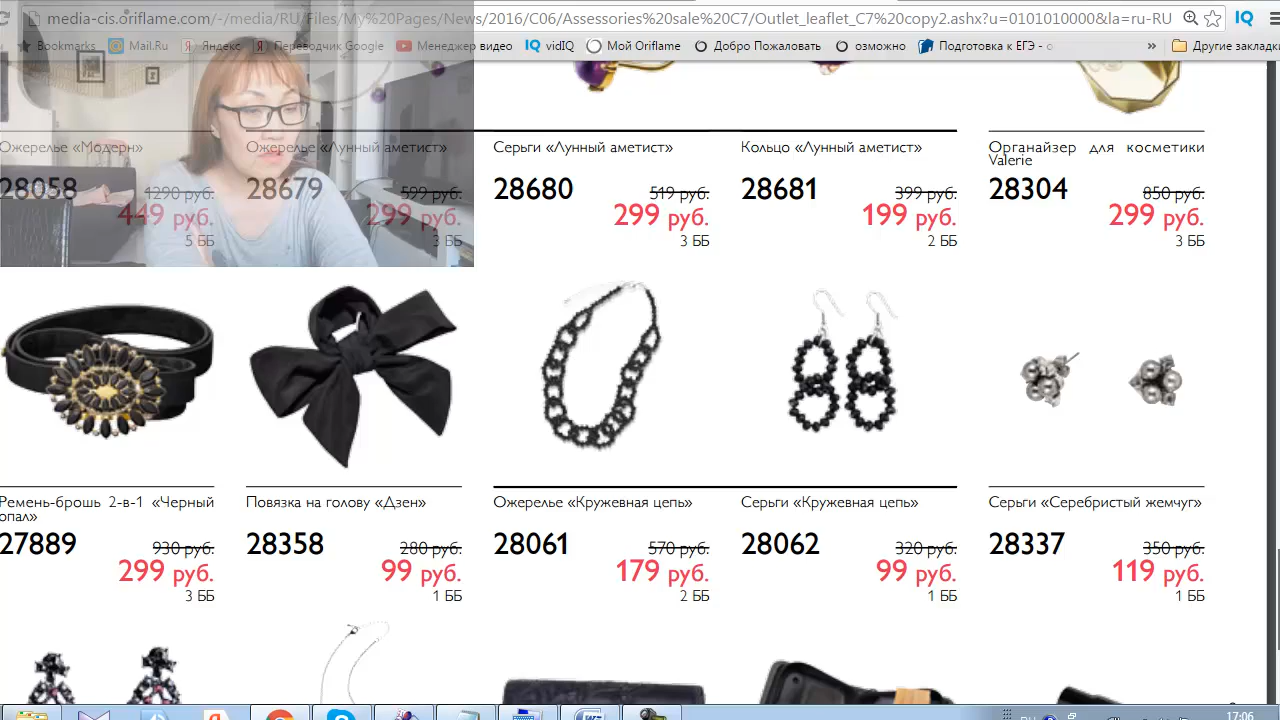 media-cis.oriflame.com/-/media/RU/Files/My%20Pages/News/2016/C06/Assessories%20sale%20C7/Outlet_leaflet_C7%20copy2.ashx?u=0101010000&la=ru-RU
Bookmarks Mail.Ru Яндекс Переводчик Google Менеджер видео vidIQ Мой Oriflame Добро Пожаловать возможно Подготовка к ЕГЭ - с » Другие закладк
Ожерелье «Модерн» Ожерелье «Лунный аметист» Серьги «Лунный аметист» Кольцо «Лунный аметист» Органайзер для косметики
Valerie
28058 1290 руб. 28679 599 руб. 28680 519 руб. 28681 399 руб. 28304 850 руб.
449 руб. 299 руб. 299 руб. 199 руб. 299 руб.
5 ББ 3 ББ 3 ББ 2 ББ 3 ББ
Ремень-брошь 2-в-1 «Черный Повязка на голову «Дзен» Ожерелье «Кружевная цепь» Серьги «Кружевная цепь» Серьги «Серебристый жемчуг»
опал»
27889 930 руб. 28358 280 руб. 28061 570 руб. 28062 320 руб. 28337 350 руб.
299 руб. 99 руб. 179 руб. 99 руб. 119 руб.
3 ББ 1 ББ 2 ББ 1 ББ 1 ББ
RU 17:06